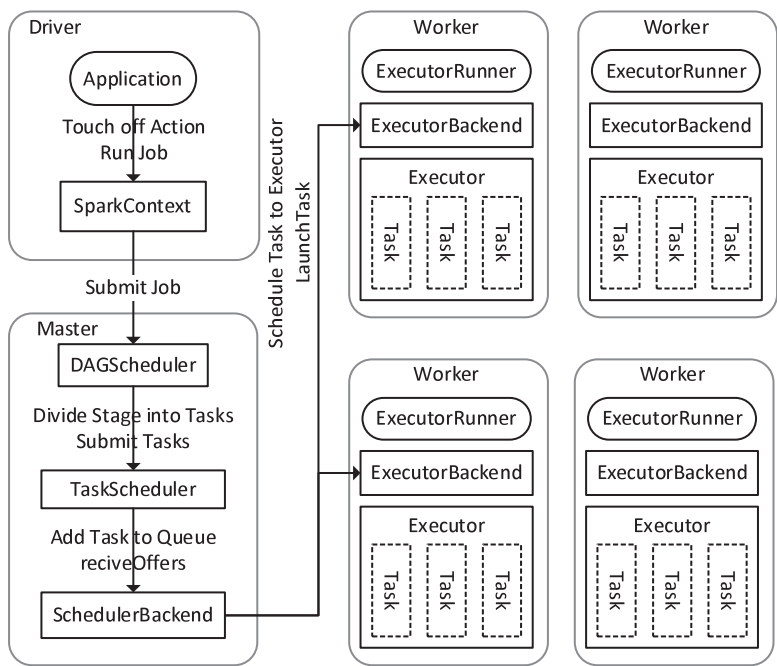 Driver
Application
Touch off Action
Run Job
SparkContext
Submit Job
Master
DAGScheduler
Divide Stage into Tasks
Submit Tasks
TaskScheduler
Add Task to Queue
reciveOffers
SchedulerBackend
Schedule Task to Executor
LaunchTask
Worker
ExecutorRunner
ExecutorBackend
Executor
Task
Task
Task
Worker
ExecutorRunner
ExecutorBackend
Executor
Task
Task
Task
Worker
ExecutorRunner
ExecutorBackend
Executor
Task
Task
Task
Worker
ExecutorRunner
ExecutorBackend
Executor
Task
Task
Task